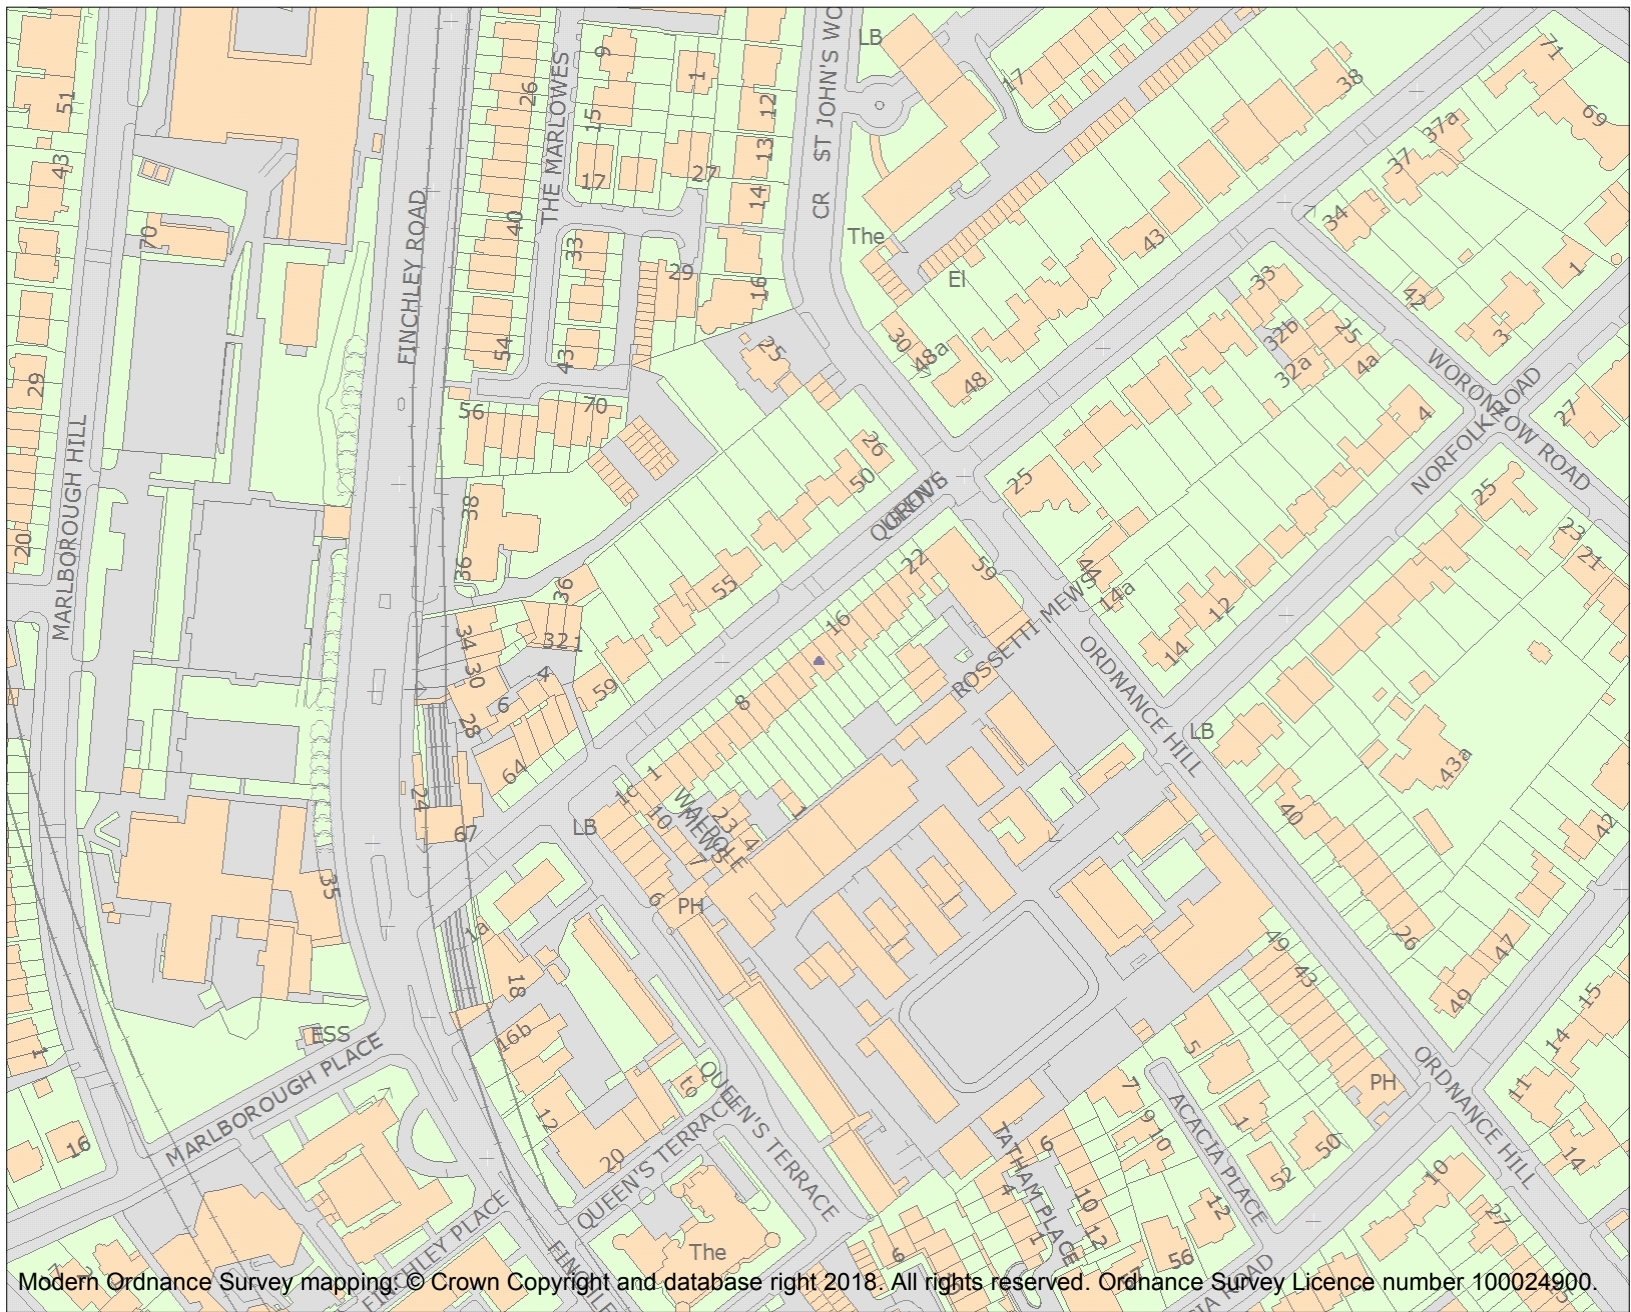 51
43
70
29
20
MARLBOROUGH HILL
FINCHLEY ROAD
26
40
54
THE MARLOWES
9
1
15
12
13
17
27
14
33
29
16
43
56
70
CR ST JOHN'S WO
LB
The
El
17
38
71
69
37a
37
34
43
42
1
3
33
32b
25
32a
4a
30
48a
48
25
WORONZOW ROAD
NORFOLK ROAD
27
4
25
23
21
26
50
QUEEN'S
GROVE
25
38
36
36
55
22
59
44
14a
12
14
34
30
321
4
6
28
59
16
8
ROSSETTI MEWS
ORDNANCE HILL
LB
64
24
67
1
1c
LB
10
WALPOLE MEWS
23
4
7
1
6
PH
43a
40
42
26
47
49
49
43
35
1a
18
16b
12
20
ESS
MARLBOROUGH PLACE
1
16
QUEEN'S TERRACE
QUEEN'S TERRACE
to
The
5
7
9
10
1
50
52
12
56
ACACIA PLACE
TATHAM PLACE
6
4
10
12
1
6
PH
ORDNANCE HILL
15
14
11
14
10
27
FINCHLEY PLACE
Modern Ordnance Survey mapping: © Crown Copyright and database right 2018. All rights reserved. Ordnance Survey Licence number 100024900.